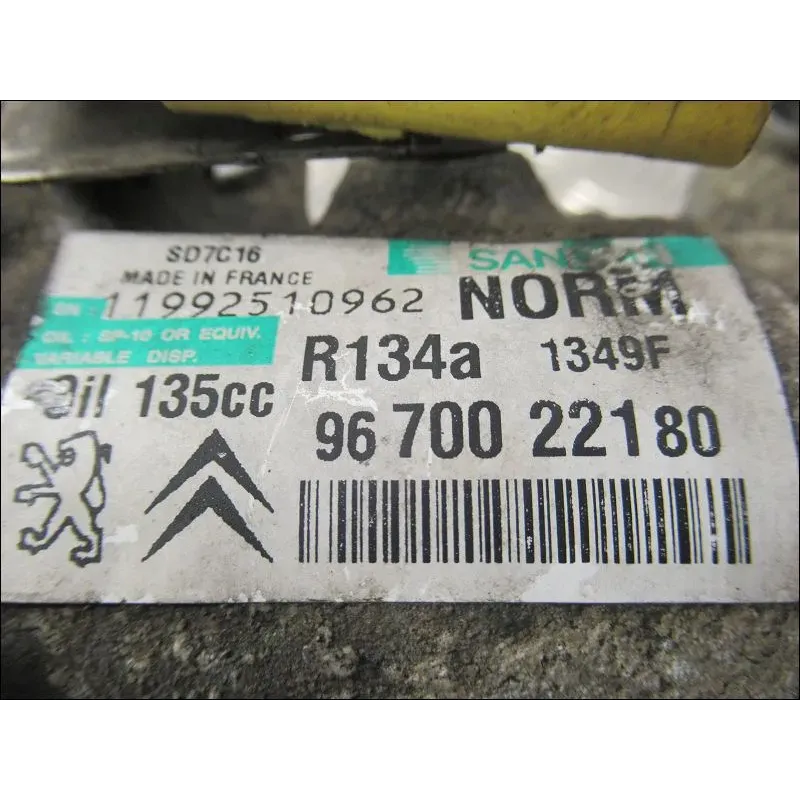 SD7C16
MADE IN FRANCE
SN : 11992510962
NORM
OIL : SP-10 OR EQUIV.
VARIABLE DISP.
R134a 1349F
Oil 135cc
96 700 22180